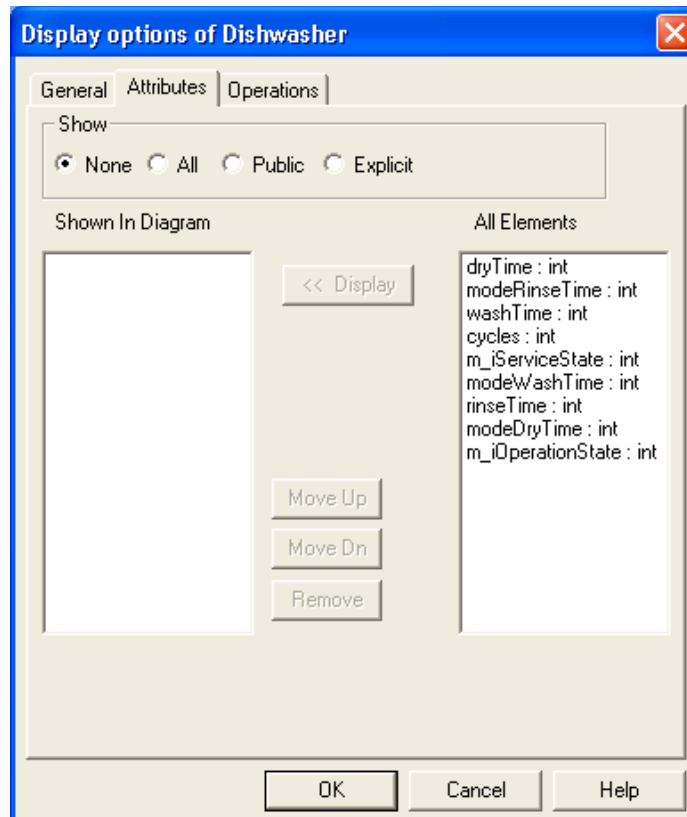 Display options of Dishwasher
General Attributes Operations
Show
None All Public Explicit
Shown In Diagram
All Elements
<< Display
dryTime : int
modeRinseTime : int
washTime : int
cycles : int
m_iServiceState : int
modeWashTime : int
rinseTime : int
modeDryTime : int
m_iOperationState : int
Move Up
Move Dn
Remove
OK Cancel Help